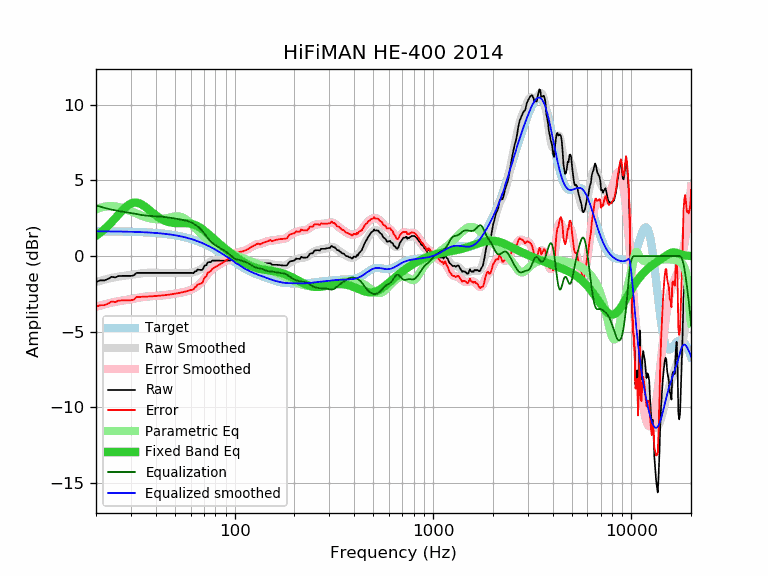 HiFiMAN HE-400 2014
Amplitude (dBr)
10
5
0
−5
−10
−15
Target
Raw Smoothed
Error Smoothed
Raw
Error
Parametric Eq
Fixed Band Eq
Equalization
Equalized smoothed
100
1000
10000
Frequency (Hz)